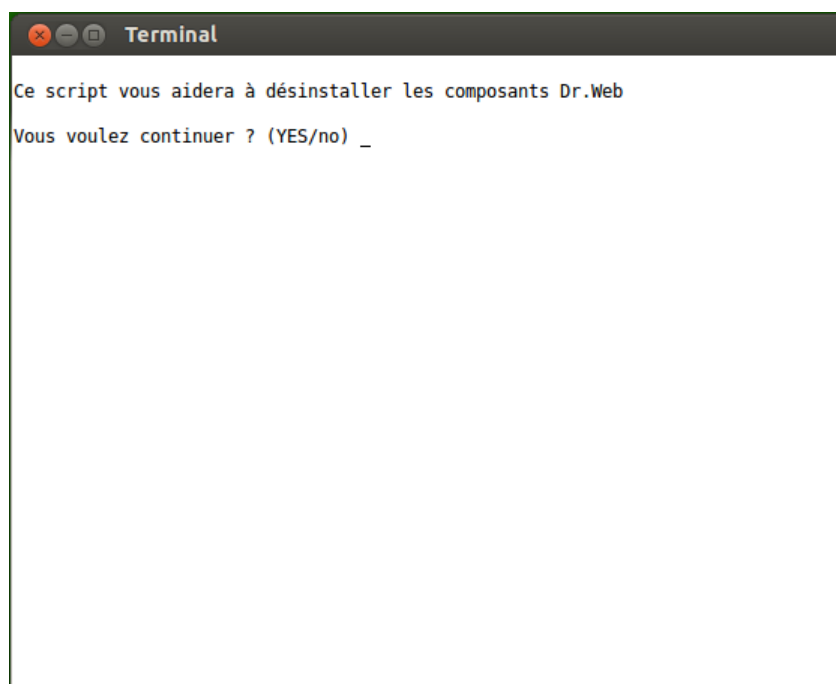 Terminal
Ce script vous aidera à désinstaller les composants Dr.Web
Vous voulez continuer ? (YES/no) _